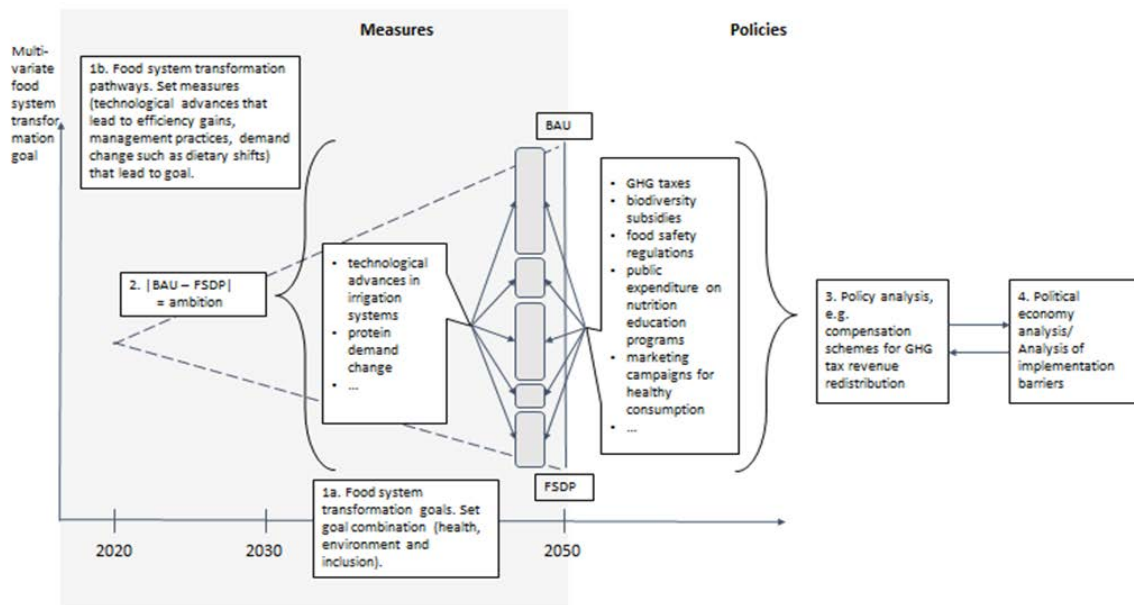 Measures
Policies
Multi-
variate
food
system
transfor
mation
goal
1b. Food system transformation
pathways. Set measures
(technological advances that
lead to efficiency gains,
management practices, demand
change such as dietary shifts)
that lead to goal.
BAU
2. |BAU – FSDP|
= ambition
• technological
advances in
irrigation
systems
• protein
demand
change
• ...
• GHG taxes
• biodiversity
subsidies
• food safety
regulations
• public
expenditure on
nutrition
education
programs
• marketing
campaigns for
healthy
consumption
• ...
3. Policy analysis,
e.g.
compensation
schemes for GHG
tax revenue
redistribution
4. Political
economy
analysis/
Analysis of
implementation
barriers
FSDP
1a. Food system
transformation goals. Set
goal combination (health,
environment and
inclusion).
2020
2030
2050